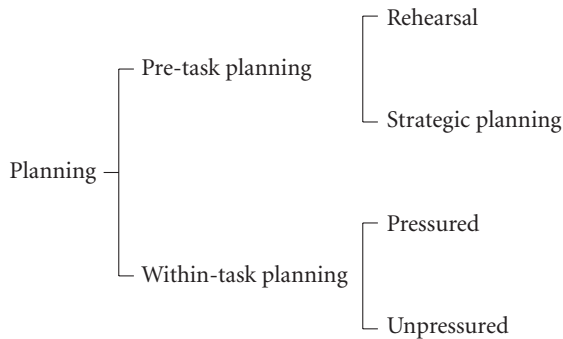 Rehearsal
Pre-task planning
Strategic planning
Planning
Pressured
Within-task planning
Unpressured